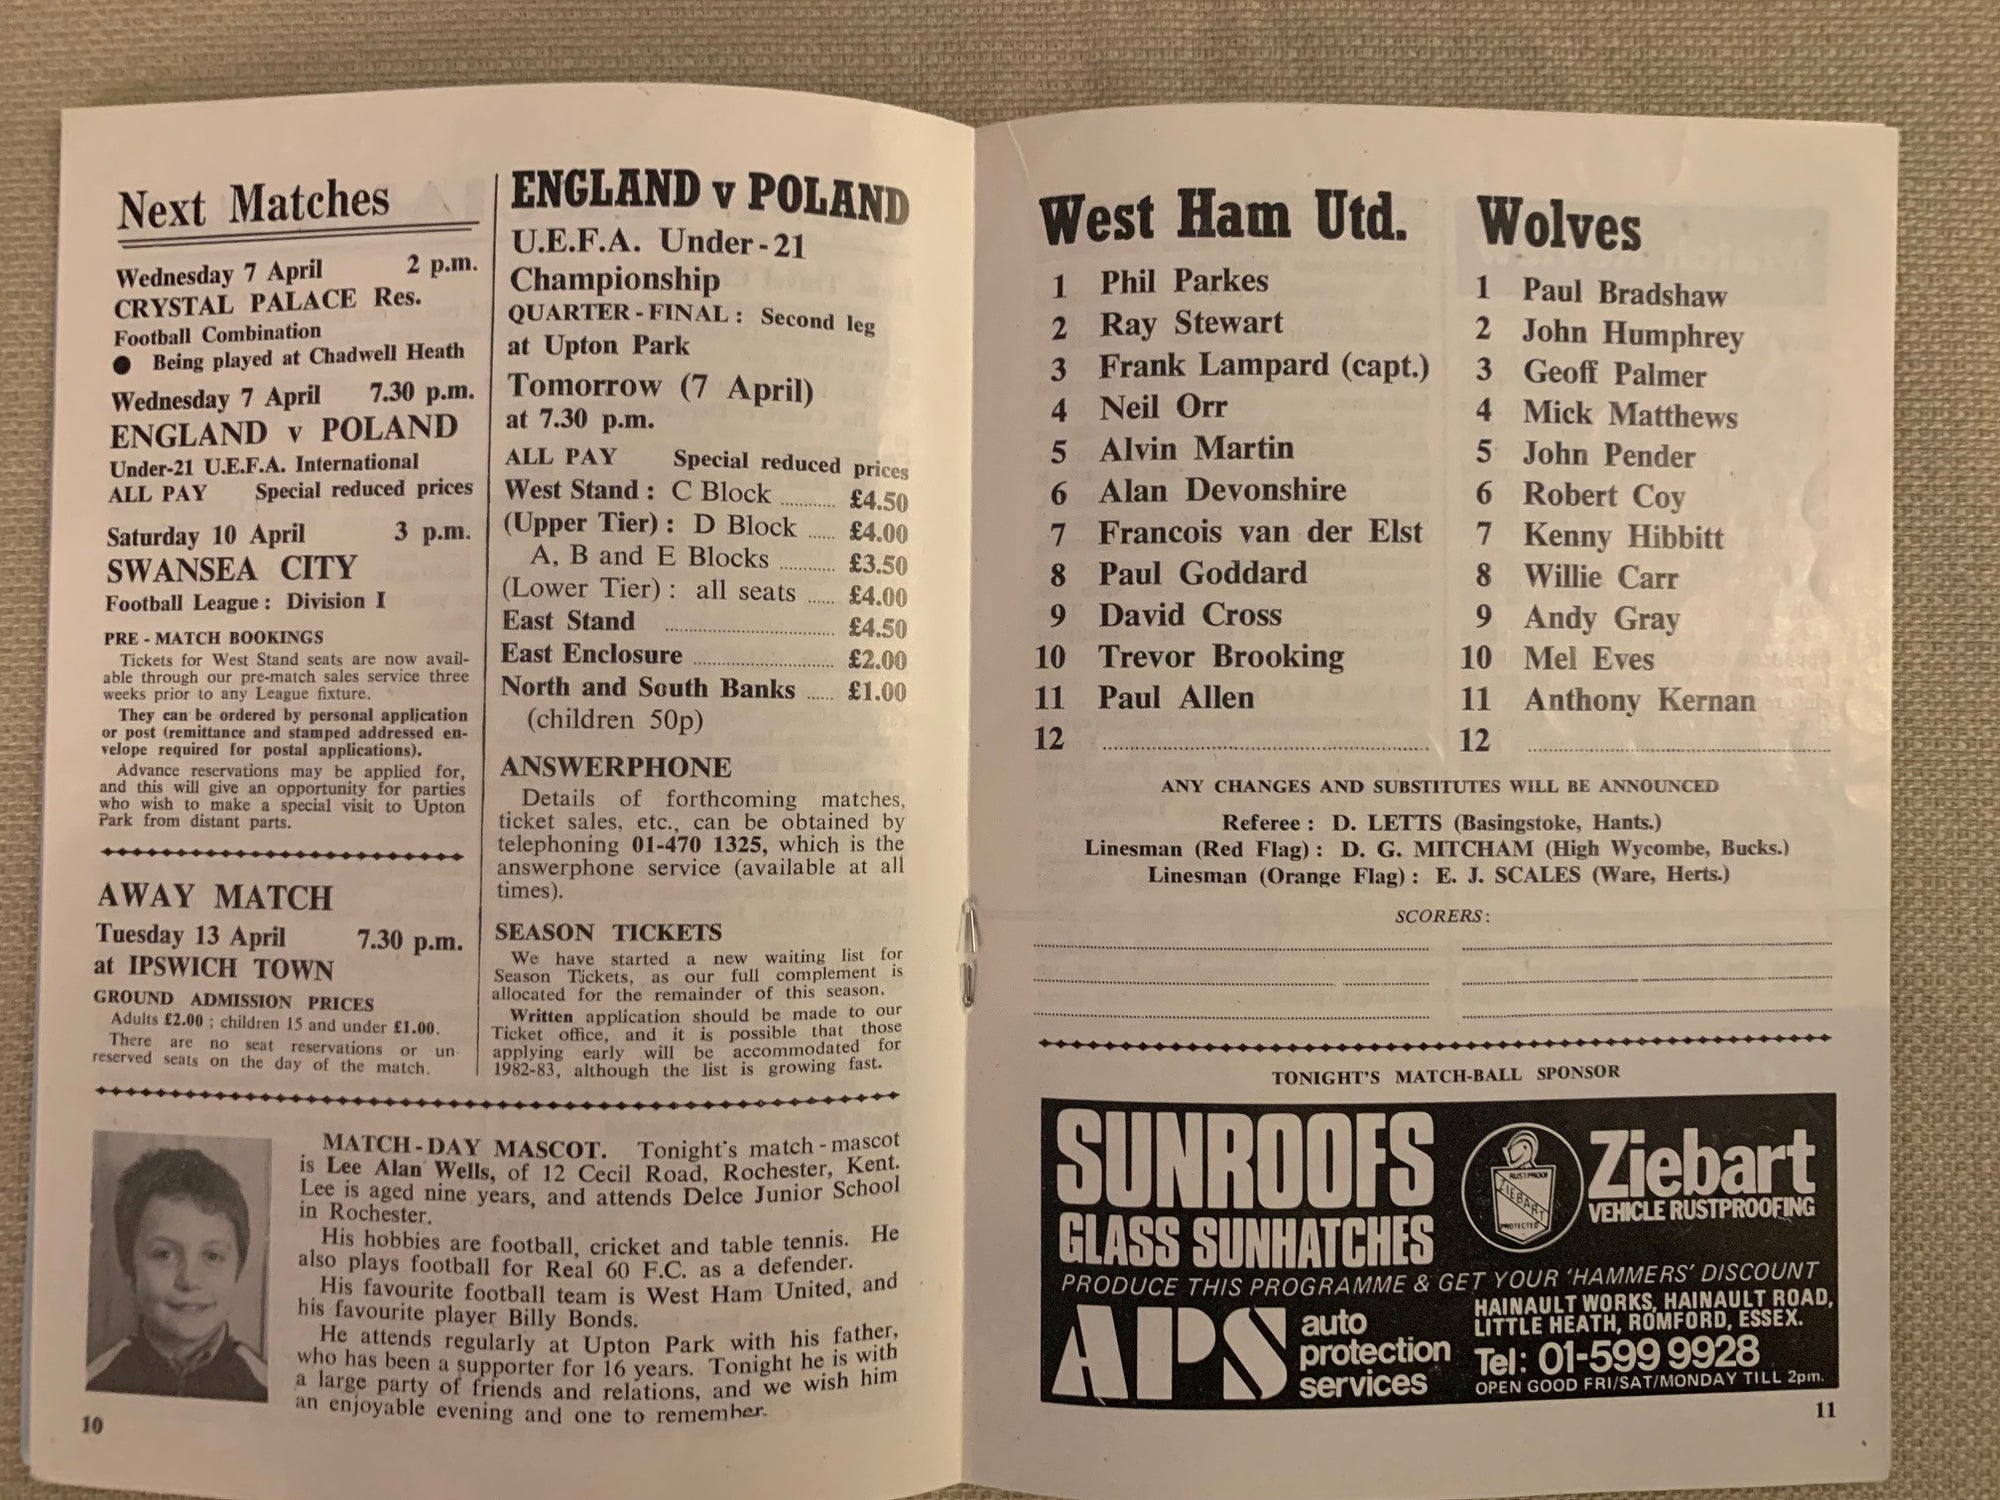 Next Matches
Wednesday 7 April 2 p.m.
CRYSTAL PALACE Res.
Football Combination
● Being played at Chadwell Heath
Wednesday 7 April 7.30 p.m.
ENGLAND v POLAND
Under-21 U.E.F.A. International
ALL PAY Special reduced prices
Saturday 10 April 3 p.m.
SWANSEA CITY
Football League : Division I
PRE - MATCH BOOKINGS
Tickets for West Stand seats are now avail-
able through our pre-match sales service three
weeks prior to any League fixture.
They can be ordered by personal application
or post (remittance and stamped addressed en-
velope required for postal applications).
Advance reservations may be applied for,
and this will give an opportunity for parties
who wish to make a special visit to Upton
Park from distant parts.
AWAY MATCH
Tuesday 13 April 7.30 p.m.
at IPSWICH TOWN
GROUND ADMISSION PRICES
Adults £2.00 ; children 15 and under £1.00.
There are no seat reservations or un-
reserved seats on the day of the match.
ENGLAND v POLAND
U.E.F.A. Under-21
Championship
QUARTER-FINAL : Second leg
at Upton Park
Tomorrow (7 April)
at 7.30 p.m.
ALL PAY Special reduced prices
West Stand : C Block .......... £4.50
(Upper Tier) : D Block ..... £4.00
A, B and E Blocks .......... £3.50
(Lower Tier) : all seats ..... £4.00
East Stand .............................. £4.50
East Enclosure ......................... £2.00
North and South Banks ..... £1.00
(children 50p)
ANSWERPHONE
Details of forthcoming matches,
ticket sales, etc., can be obtained by
telephoning 01-470 1325, which is the
answerphone service (available at all
times).
SEASON TICKETS
We have started a new waiting list for
Season Tickets, as our full complement is
allocated for the remainder of this season.
Written application should be made to our
Ticket office, and it is possible that those
applying early will be accommodated for
1982-83, although the list is growing fast.
MATCH-DAY MASCOT. Tonight's match-mascot
is Lee Alan Wells, of 12 Cecil Road, Rochester, Kent.
Lee is aged nine years, and attends Delce Junior School
in Rochester.
His hobbies are football, cricket and table tennis. He
also plays football for Real 60 F.C. as a defender.
His favourite football team is West Ham United, and
his favourite player Billy Bonds.
He attends regularly at Upton Park with his father,
who has been a supporter for 16 years. Tonight he is with
a large party of friends and relations, and we wish him
an enjoyable evening and one to remember.
10
West Ham Utd.
1 Phil Parkes
2 Ray Stewart
3 Frank Lampard (capt.)
4 Neil Orr
5 Alvin Martin
6 Alan Devonshire
7 Francois van der Elst
8 Paul Goddard
9 David Cross
10 Trevor Brooking
11 Paul Allen
12 ..............................
Wolves
1 Paul Bradshaw
2 John Humphrey
3 Geoff Palmer
4 Mick Matthews
5 John Pender
6 Robert Coy
7 Kenny Hibbitt
8 Willie Carr
9 Andy Gray
10 Mel Eves
11 Anthony Kernan
12 ..............................
ANY CHANGES AND SUBSTITUTES WILL BE ANNOUNCED
Referee : D. LETTS (Basingstoke, Hants.)
Linesman (Red Flag) : D. G. MITCHAM (High Wycombe, Bucks.)
Linesman (Orange Flag) : E. J. SCALES (Ware, Herts.)
SCORERS :
TONIGHT'S MATCH-BALL SPONSOR
SUNROOFS
GLASS SUNHATCHES
RUSTPROOF
ZIEBART
PROTECTED
Ziebart
VEHICLE RUSTPROOFING
PRODUCE THIS PROGRAMME & GET YOUR 'HAMMERS' DISCOUNT
APS
auto
protection
services
HAINAULT WORKS, HAINAULT ROAD,
LITTLE HEATH, ROMFORD, ESSEX.
Tel: 01-599 9928
OPEN GOOD FRI/SAT/MONDAY TILL 2pm.
11